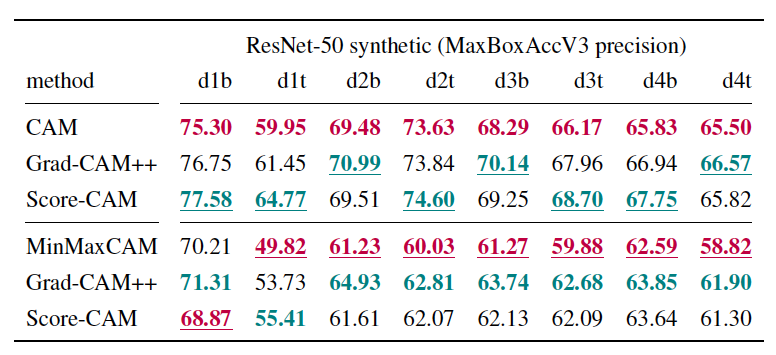 ResNet-50 synthetic (MaxBoxAccV3 precision)
method d1b d1t d2b d2t d3b d3t d4b d4t
CAM 75.30 59.95 69.48 73.63 68.29 66.17 65.83 65.50
Grad-CAM++ 76.75 61.45 70.99 73.84 70.14 67.96 66.94 66.57
Score-CAM 77.58 64.77 69.51 74.60 69.25 68.70 67.75 65.82
MinMaxCAM 70.21 49.82 61.23 60.03 61.27 59.88 62.59 58.82
Grad-CAM++ 71.31 53.73 64.93 62.81 63.74 62.68 63.85 61.90
Score-CAM 68.87 55.41 61.61 62.07 62.13 62.09 63.64 61.30